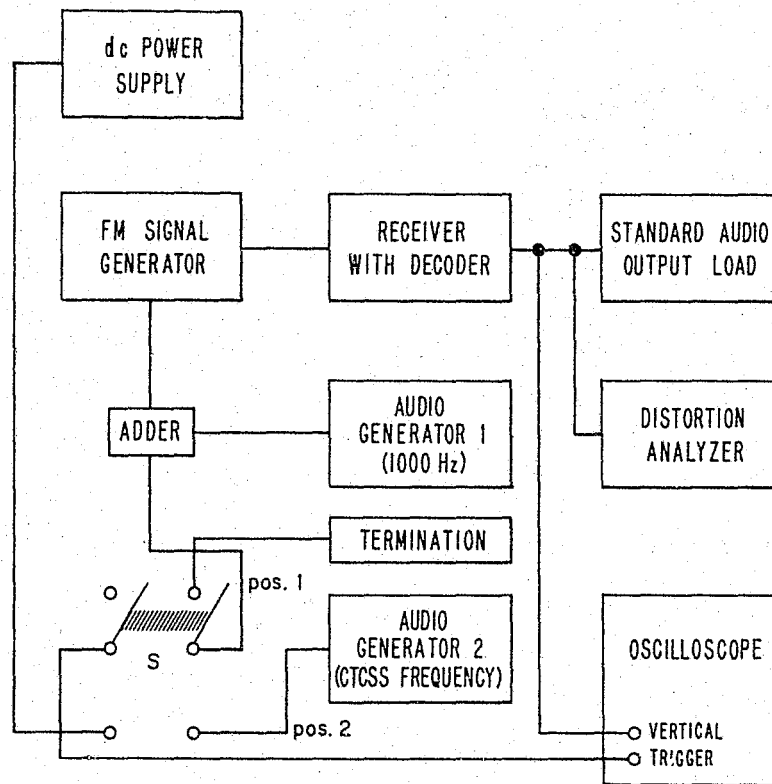 dc POWER
SUPPLY
FM SIGNAL
GENERATOR
RECEIVER
WITH DECODER
STANDARD AUDIO
OUTPUT LOAD
ADDER
AUDIO
GENERATOR 1
(1000 Hz)
DISTORTION
ANALYZER
TERMINATION
pos. 1
AUDIO
GENERATOR 2
(CTCSS FREQUENCY)
S
OSCILLOSCOPE
pos. 2
VERTICAL
TRIGGER